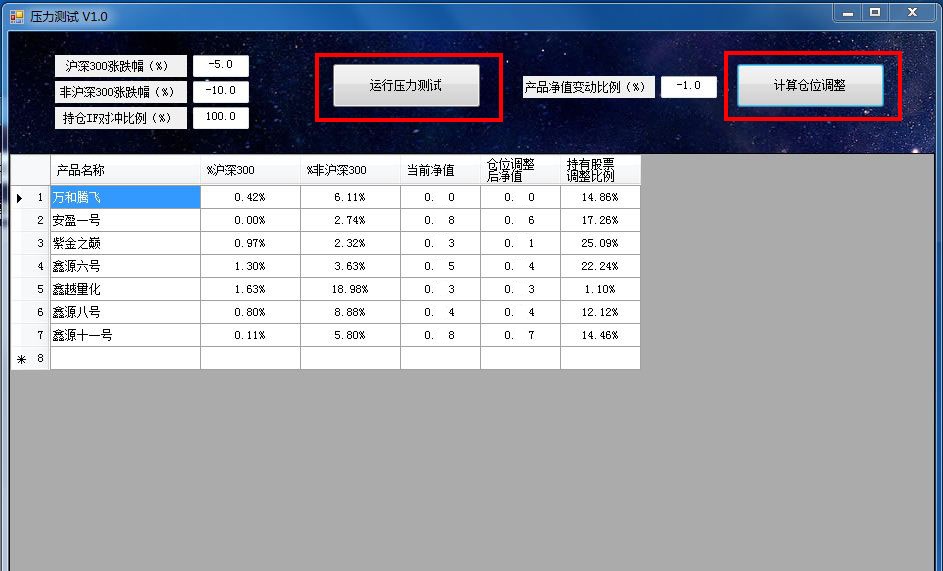 压力测试 V1.0
沪深300涨跌幅（%） -5.0
非沪深300涨跌幅（%） -10.0
持仓IF对冲比例（%） 100.0
运行压力测试
产品净值变动比例（%） -1.0
计算仓位调整
产品名称 %沪深300 %非沪深300 当前净值 仓位调整后净值 持有股票调整比例
1 万和腾飞 0.42% 6.11% 0. 0 0. 0 14.86%
2 安盈一号 0.00% 2.74% 0. 8 0. 6 17.26%
3 紫金之巅 0.97% 2.32% 0. 3 0. 1 25.09%
4 鑫源六号 1.30% 3.63% 0. 5 0. 4 22.24%
5 鑫越量化 1.63% 18.98% 0. 3 0. 3 1.10%
6 鑫源八号 0.80% 8.88% 0. 4 0. 4 12.12%
7 鑫源十一号 0.11% 5.80% 0. 8 0. 7 14.46%
* 8